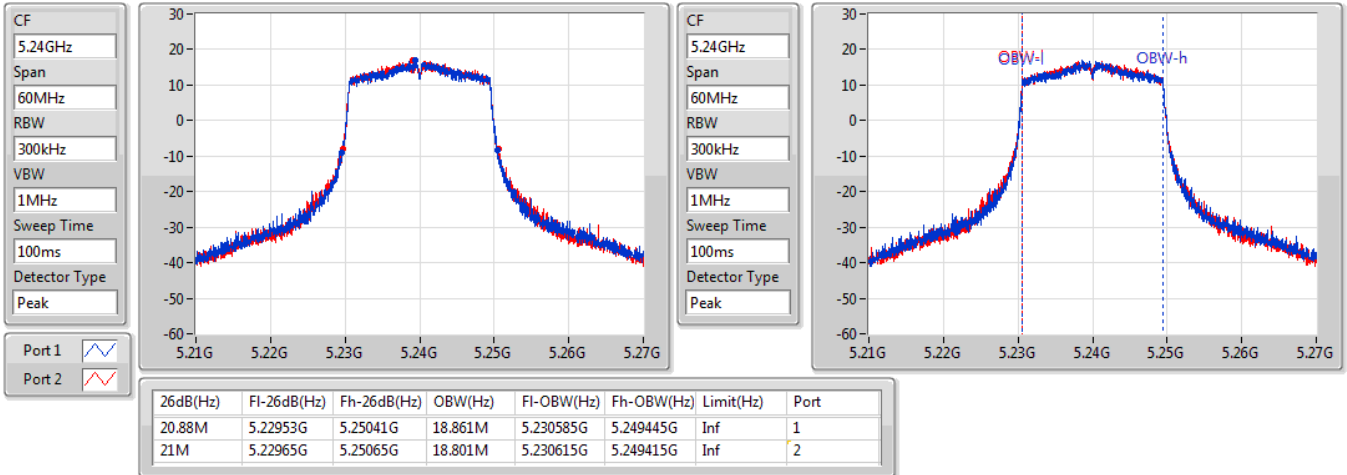 CF
5.24GHz
Span
60MHz
RBW
300kHz
VBW
1MHz
Sweep Time
100ms
Detector Type
Peak
30
20
10
0
-10
-20
-30
-40
-50
-60
5.21G 5.22G 5.23G 5.24G 5.25G 5.26G 5.27G
Port 1
Port 2
CF
5.24GHz
Span
60MHz
RBW
300kHz
VBW
1MHz
Sweep Time
100ms
Detector Type
Peak
30
20
10
0
-10
-20
-30
-40
-50
-60
OBW-l OBW-h
5.21G 5.22G 5.23G 5.24G 5.25G 5.26G 5.27G
26dB(Hz) Fl-26dB(Hz) Fh-26dB(Hz) OBW(Hz) Fl-OBW(Hz) Fh-OBW(Hz) Limit(Hz) Port
20.88M 5.22953G 5.25041G 18.861M 5.230585G 5.249445G Inf 1
21M 5.22965G 5.25065G 18.801M 5.230615G 5.249415G Inf 2